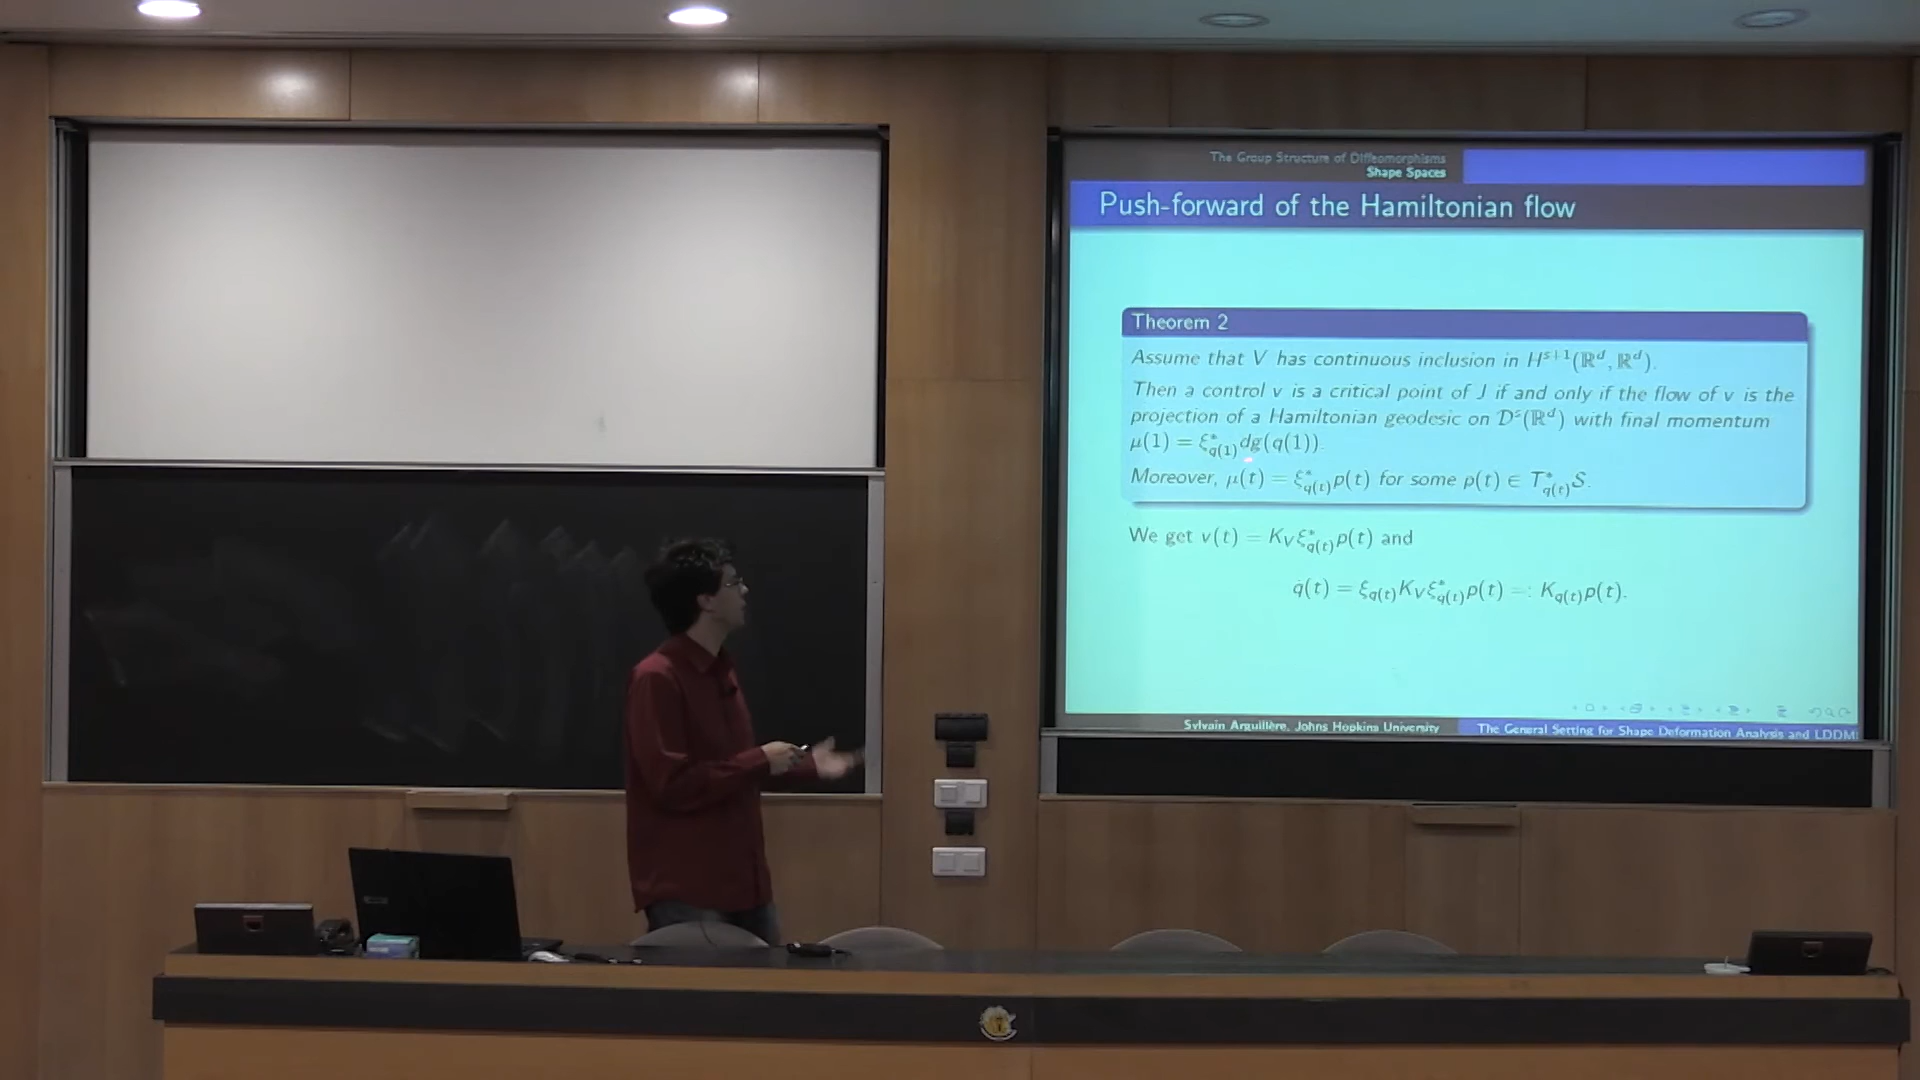 The Group Structure of Diffeomorphisms
Shape Spaces
Push-forward of the Hamiltonian flow
Theorem 2
Assume that V has continuous inclusion in H^{s+1}(ℝ^d, ℝ^d).
Then a control v is a critical point of J if and only if the flow of v is the
projection of a Hamiltonian geodesic on D^s(ℝ^d) with final momentum
μ(1) = ξ*_{q(1)} dg(q(1)).
Moreover, μ(t) = ξ*_{q(t)} p(t) for some p(t) ∈ T*_{q(t)} S.
We get v(t) = K_V ξ*_{q(t)} p(t) and
q̇(t) = ξ_{q(t)} K_V ξ*_{q(t)} p(t) =: K_{q(t)} p(t).
Sylvain Arguillère, Johns Hopkins University
The General Setting for Shape Deformation Analysis and LDDM